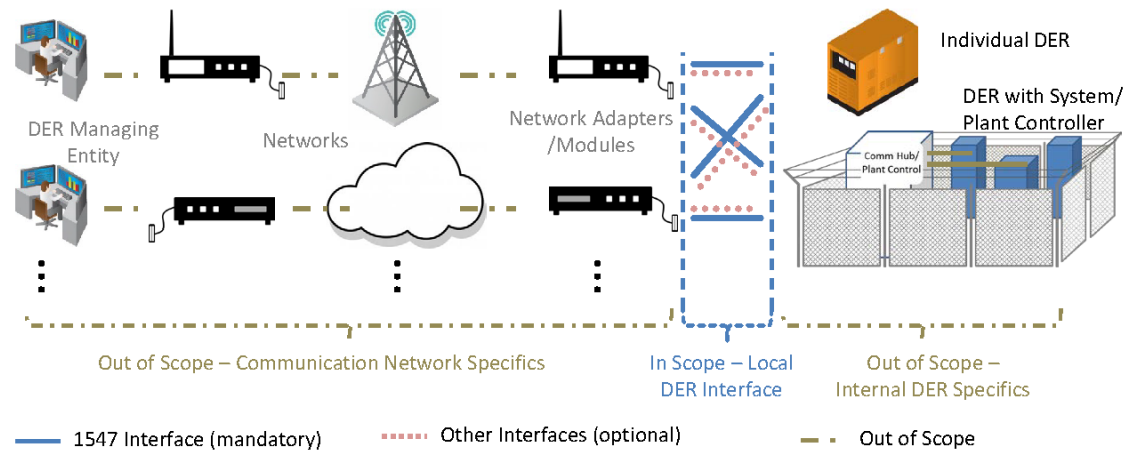 Individual DER
DER with System/
Plant Controller
DER Managing
Entity
Networks
Network Adapters
/Modules
Comm Hub/
Plant Control
Out of Scope – Communication Network Specifics
In Scope – Local
DER Interface
Out of Scope –
Internal DER Specifics
1547 Interface (mandatory)
Other Interfaces (optional)
Out of Scope